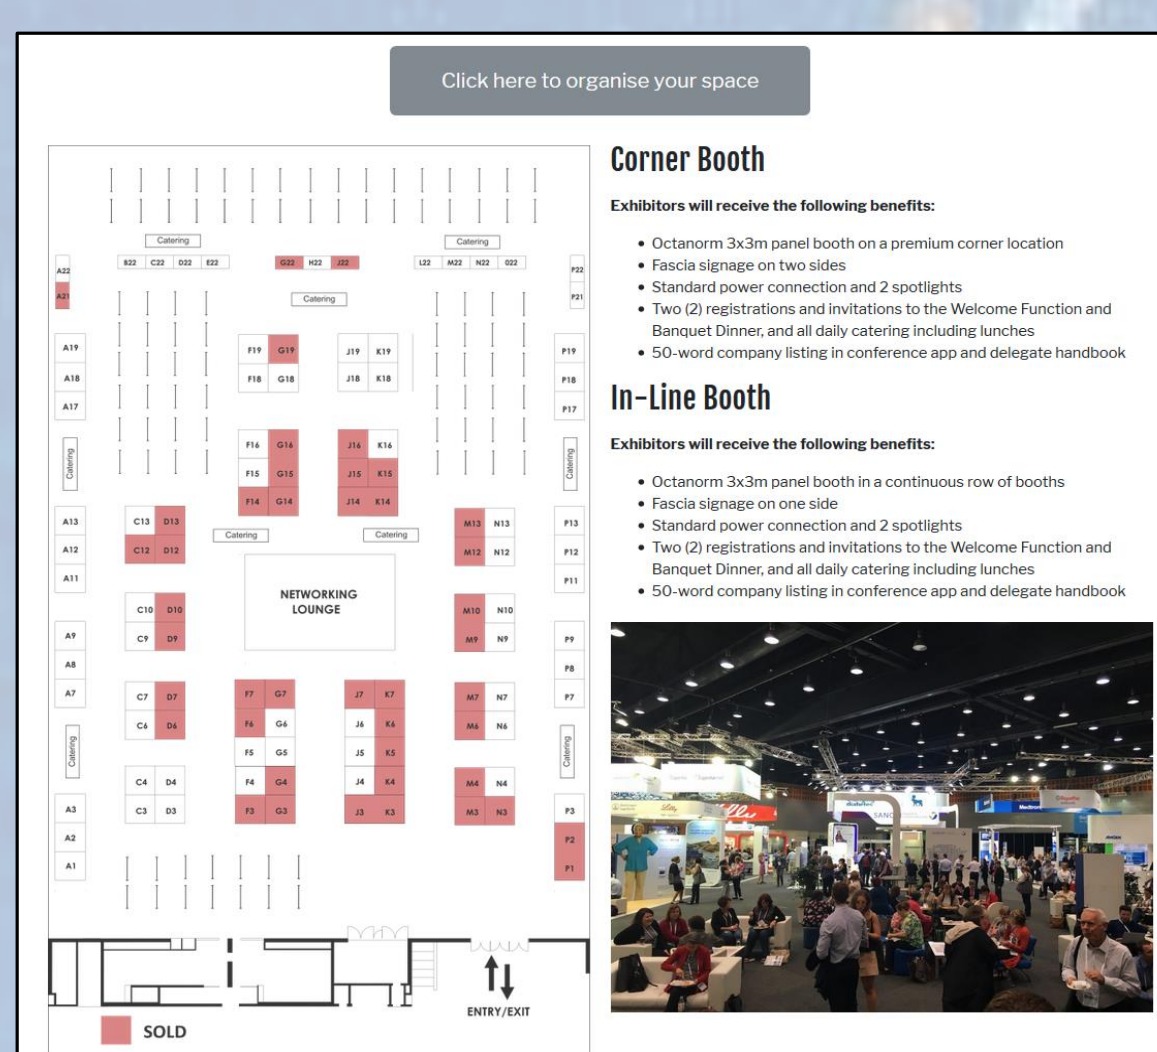 Click here to organise your space
Catering
Catering
B22 C22 D22 E22
G22 H22 J22
L22 M22 N22 O22
A22
P22
A21
P21
Catering
A19
F19 G19
J19 K19
P19
A18
F18 G18
J18 K18
P18
A17
P17
F16 G16
J16 K16
Catering
F15 G15
J15 K15
Catering
F14 G14
J14 K14
A13
C13 D13
M13 N13
P13
Catering
Catering
A12
C12 D12
M12 N12
P12
A11
P11
NETWORKING
LOUNGE
C10 D10
M10 N10
A9
C9 D9
M9 N9
P9
A8
P8
A7
C7 D7
F7 G7
J7 K7
M7 N7
P7
C6 D6
F6 G6
J6 K6
M6 N6
Catering
F5 G5
J5 K5
Catering
C4 D4
F4 G4
J4 K4
M4 N4
A3
C3 D3
F3 G3
J3 K3
M3 N3
P3
A2
P2
A1
P1
ENTRY/EXIT
SOLD
Corner Booth
Exhibitors will receive the following benefits:
• Octanorm 3x3m panel booth on a premium corner location
• Fascia signage on two sides
• Standard power connection and 2 spotlights
• Two (2) registrations and invitations to the Welcome Function and
Banquet Dinner, and all daily catering including lunches
• 50-word company listing in conference app and delegate handbook
In-Line Booth
Exhibitors will receive the following benefits:
• Octanorm 3x3m panel booth in a continuous row of booths
• Fascia signage on one side
• Standard power connection and 2 spotlights
• Two (2) registrations and invitations to the Welcome Function and
Banquet Dinner, and all daily catering including lunches
• 50-word company listing in conference app and delegate handbook
Lilly